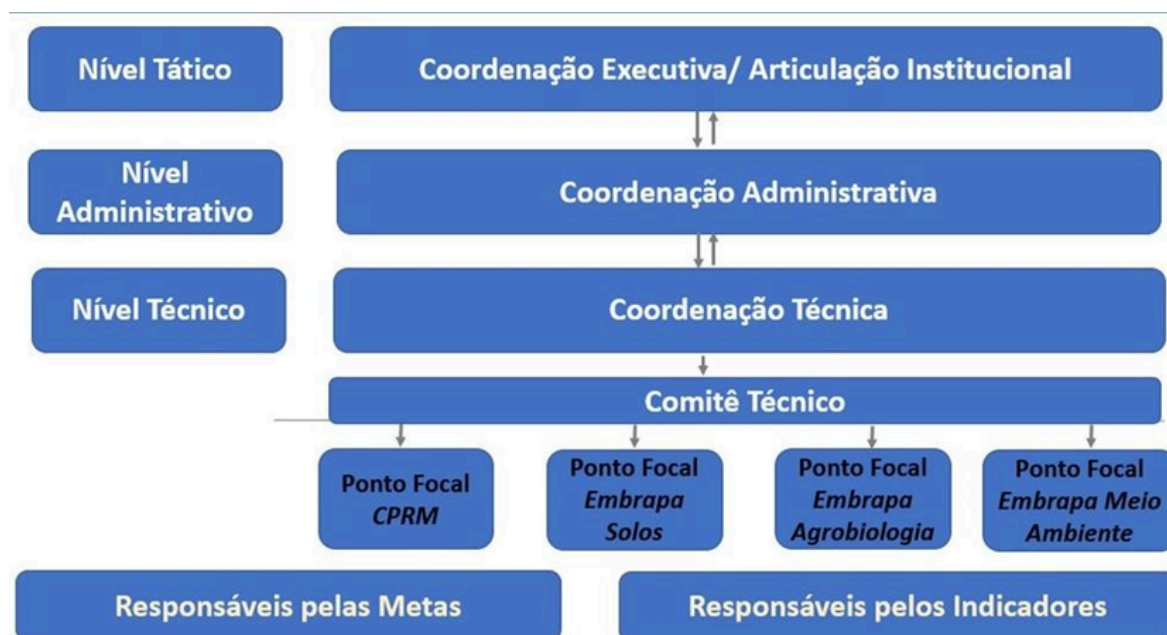 Nível Tático
Coordenação Executiva/ Articulação Institucional
Nível
Administrativo
Coordenação Administrativa
Nível Técnico
Coordenação Técnica
Comitê Técnico
Ponto Focal
CPRM
Ponto Focal
Embrapa
Solos
Ponto Focal
Embrapa
Agrobiologia
Ponto Focal
Embrapa Meio
Ambiente
Responsáveis pelas Metas
Responsáveis pelos Indicadores